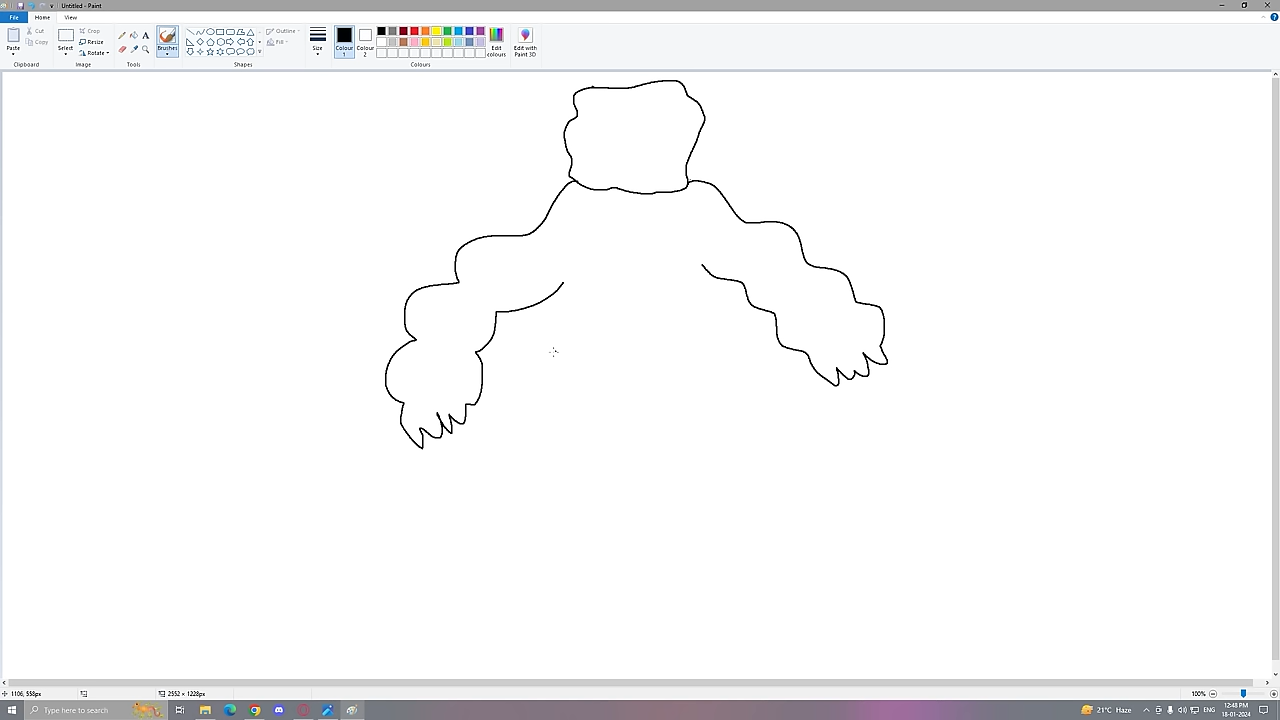 Untitled - Paint
File Home View
Paste Cut Copy Select Crop Resize Rotate A Brushes Outline Fill Size Colour 1 Colour 2 Edit colours Edit with Paint 3D
Clipboard Image Tools Shapes Colours
1106, 558px 2552 × 1228px 100%
Type here to search 21°C Haze ENG 12:48 PM
18-01-2024